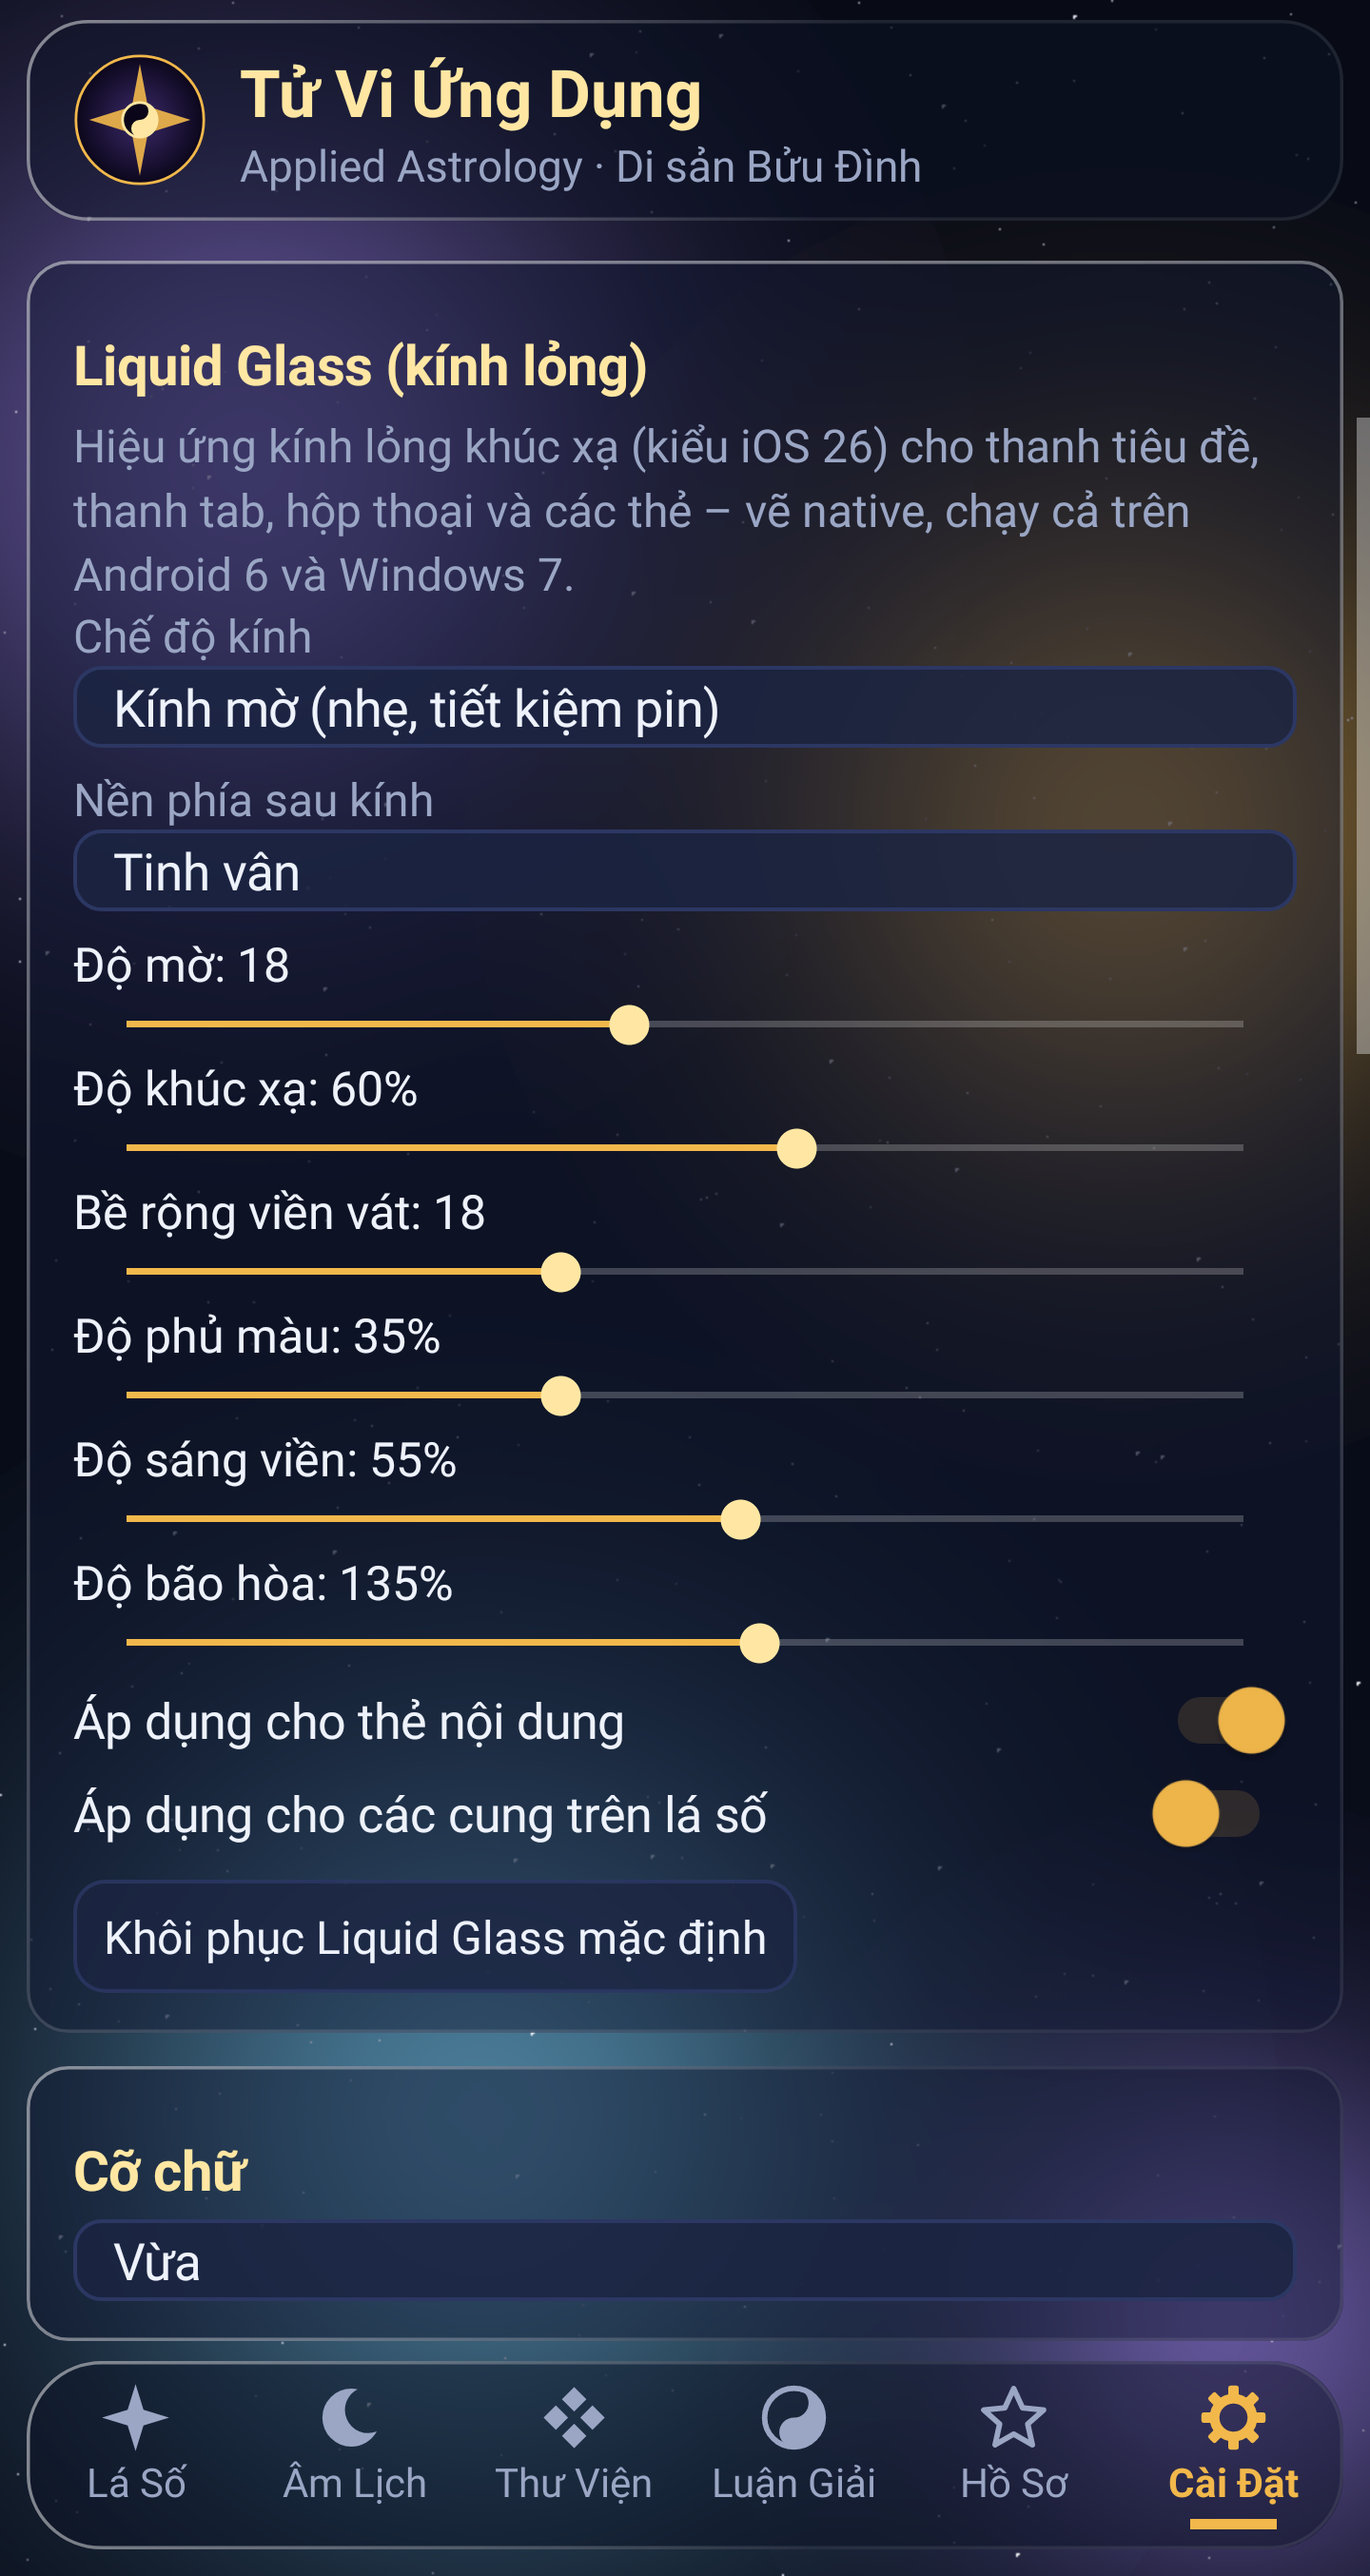 Tử Vi Ứng Dụng
Applied Astrology · Di sản Bửu Đình
Liquid Glass (kính lỏng)
Hiệu ứng kính lỏng khúc xạ (kiểu iOS 26) cho thanh tiêu đề,
thanh tab, hộp thoại và các thẻ – vẽ native, chạy cả trên
Android 6 và Windows 7.
Chế độ kính
Kính mờ (nhẹ, tiết kiệm pin)
Nền phía sau kính
Tinh vân
Độ mờ: 18
Độ khúc xạ: 60%
Bề rộng viền vát: 18
Độ phủ màu: 35%
Độ sáng viền: 55%
Độ bão hòa: 135%
Áp dụng cho thẻ nội dung
Áp dụng cho các cung trên lá số
Khôi phục Liquid Glass mặc định
Cỡ chữ
Vừa
Lá Số
Âm Lịch
Thư Viện
Luận Giải
Hồ Sơ
Cài Đặt